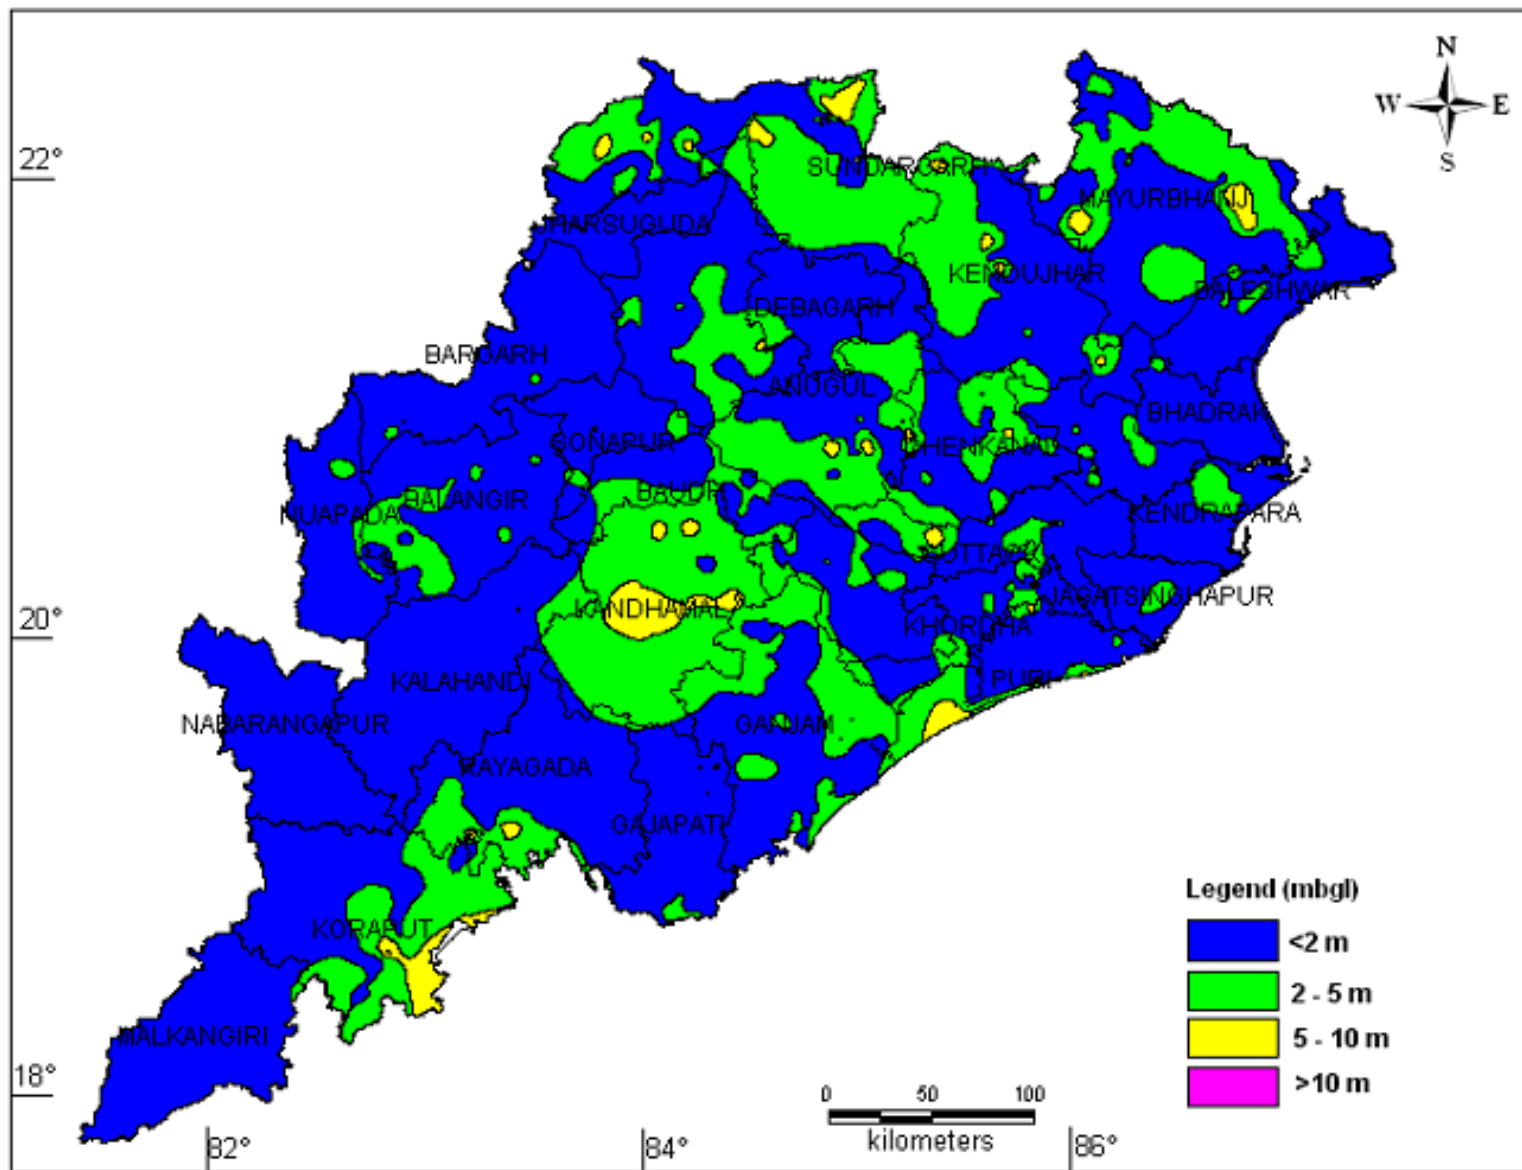 N
W E
S
22°
SUNDARGARH
MAYURBHANJ
JHARSUGUDA
KENDUJHAR
BALESHWAR
DEBAGARH
BARGARH
ANUGUL
BHADRAK
SONAPUR
DHENKANAL
BAUDH
BALANGIR
NUAPADA
KENDRAPARA
CUTTACK
20°
KANDHAMAL
JAGATSINGHAPUR
KHORDHA
KALAHANDI
PURI
NABARANGAPUR
GANJAM
RAYAGADA
GAJAPATI
KORAPUT
MALKANGIRI
18°
Legend (mbgl)
<2 m
2 - 5 m
5 - 10 m
>10 m
0 50 100
kilometers
82° 84° 86°